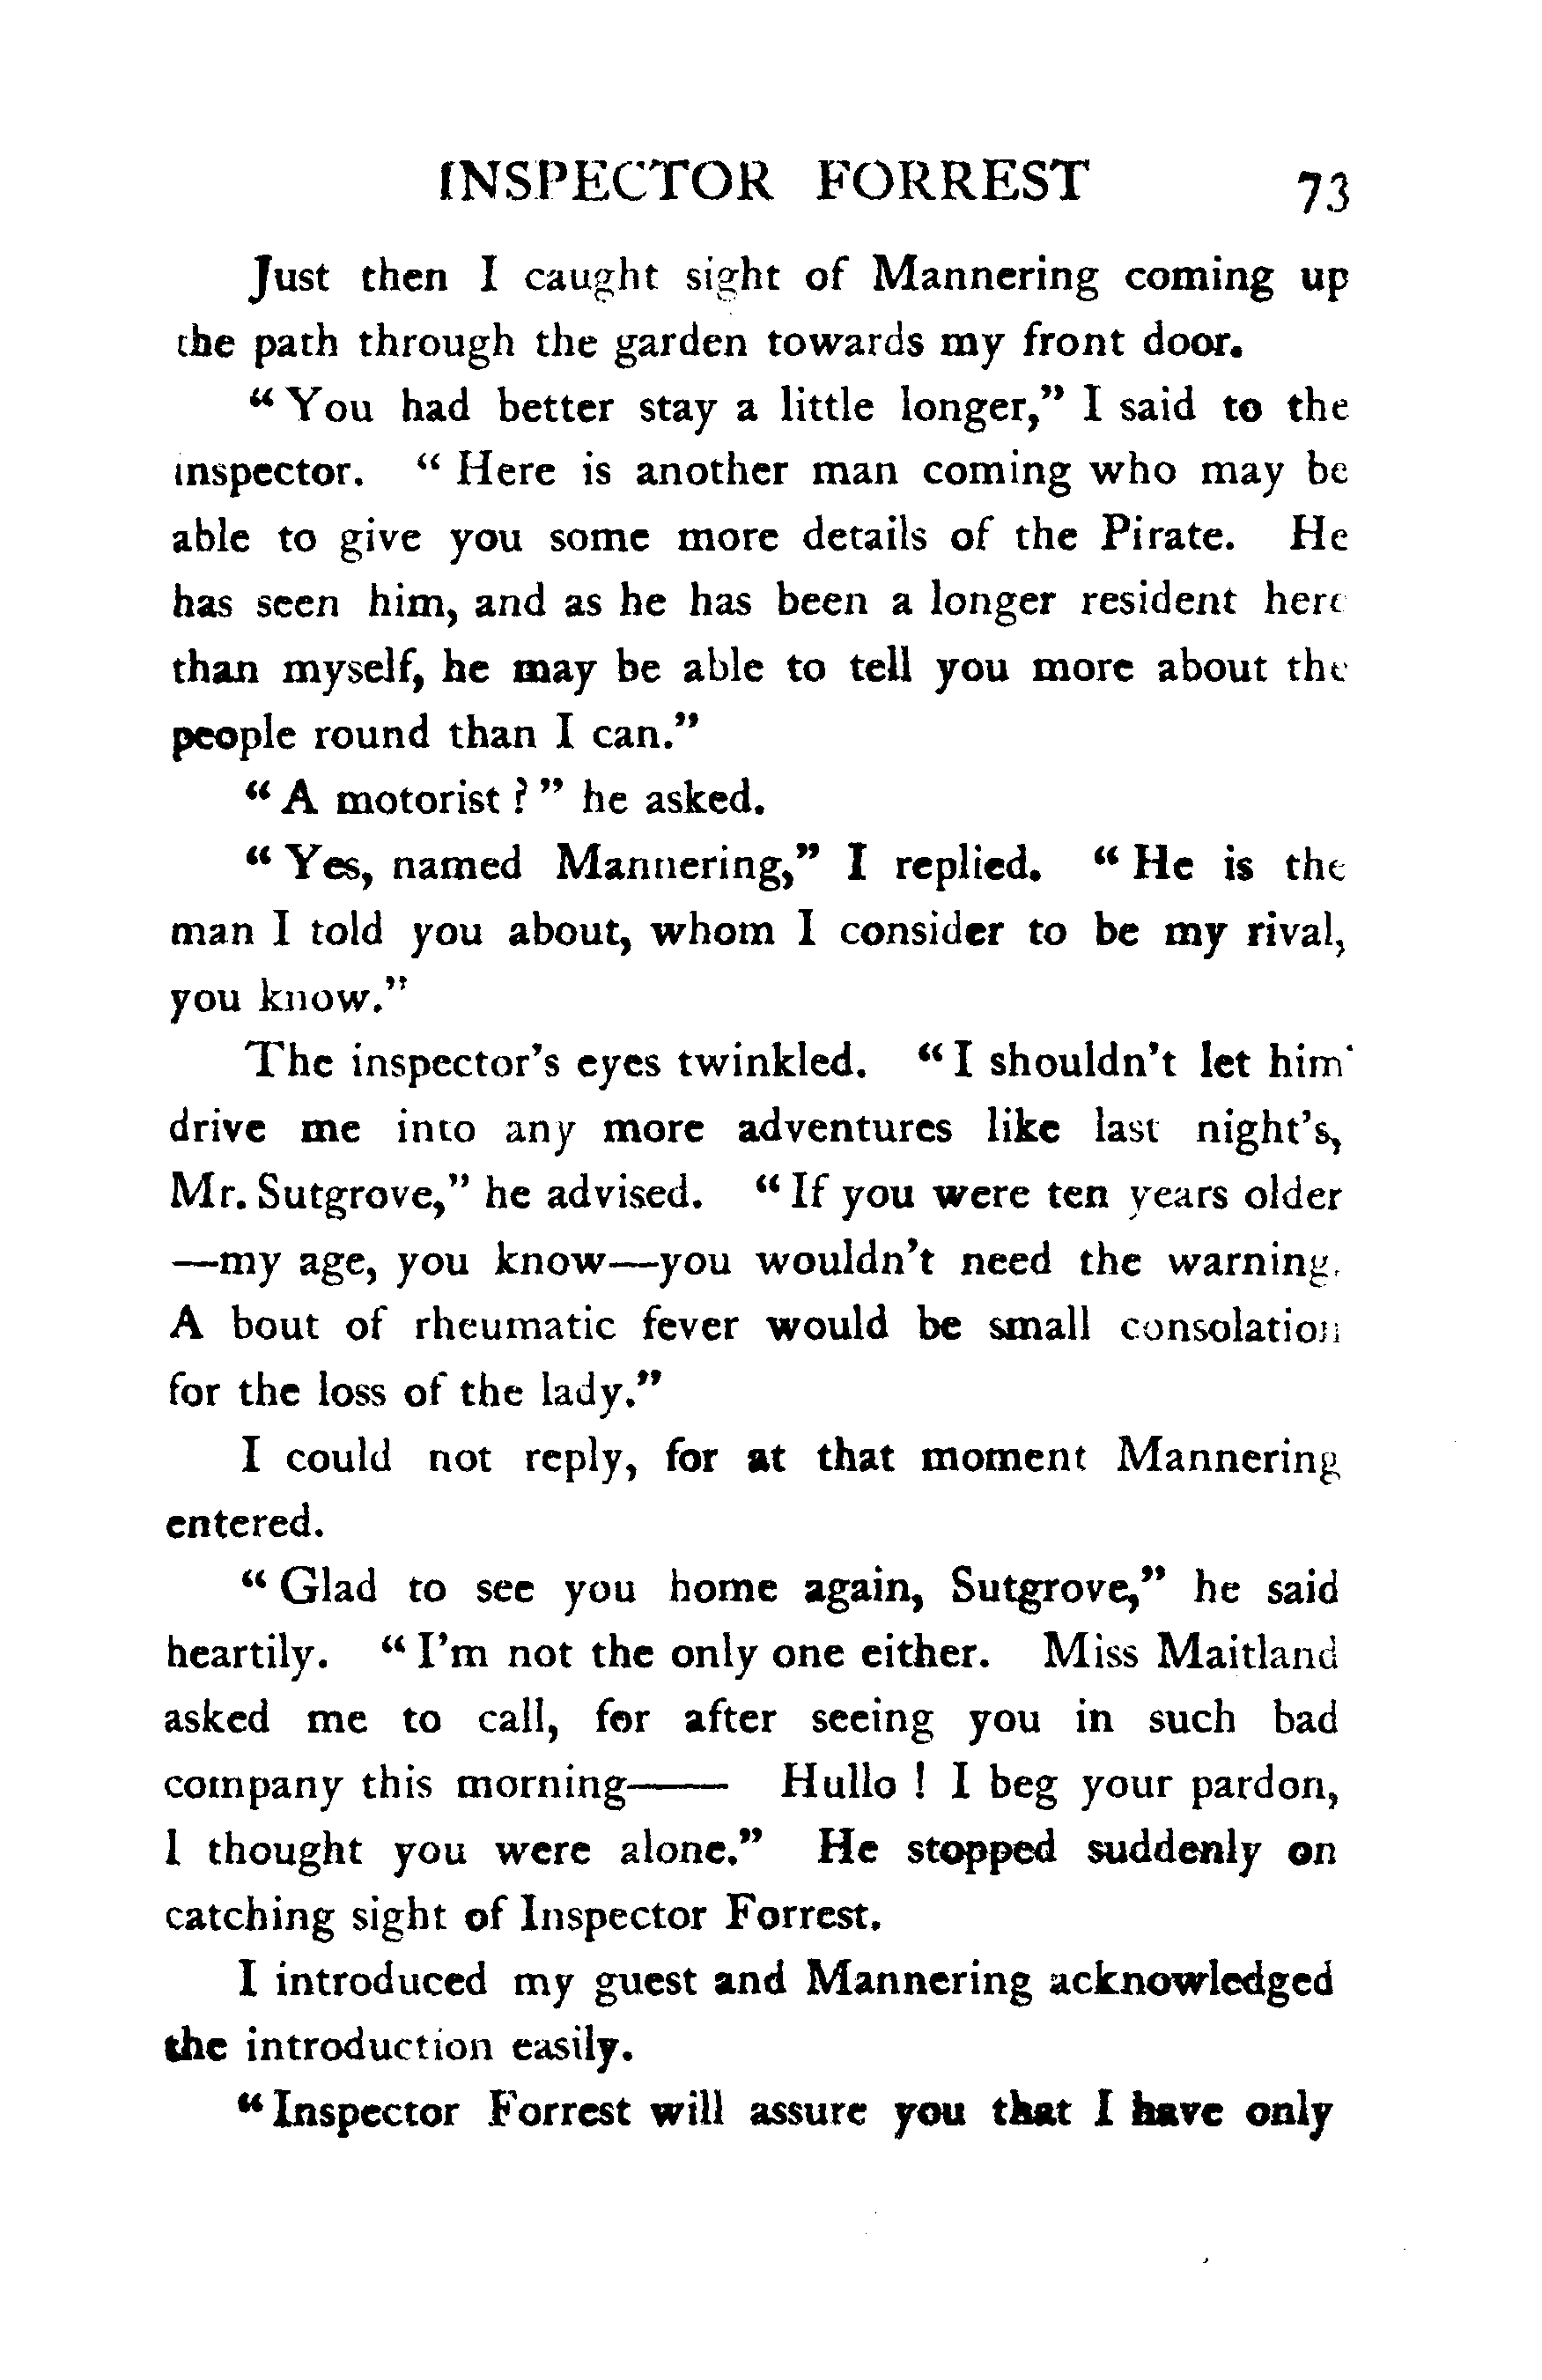 INSPECTOR FORREST 73
Just then I caught sight of Mannering coming up
the path through the garden towards my front door.
“ You had better stay a little longer,” I said to the
inspector. “ Here is another man coming who may be
able to give you some more details of the Pirate. He
has seen him, and as he has been a longer resident here
than myself, he may be able to tell you more about the
people round than I can.”
“ A motorist ? ” he asked.
“ Yes, named Mannering,” I replied. “ He is the
man I told you about, whom I consider to be my rival,
you know.”
The inspector’s eyes twinkled. “ I shouldn’t let him
drive me into any more adventures like last night’s,
Mr. Sutgrove,” he advised. “ If you were ten years older
—my age, you know—you wouldn’t need the warning.
A bout of rheumatic fever would be small consolation
for the loss of the lady.”
I could not reply, for at that moment Mannering
entered.
“ Glad to see you home again, Sutgrove,” he said
heartily. “ I’m not the only one either. Miss Maitland
asked me to call, for after seeing you in such bad
company this morning—— Hullo ! I beg your pardon,
I thought you were alone.” He stopped suddenly on
catching sight of Inspector Forrest.
I introduced my guest and Mannering acknowledged
the introduction easily.
“ Inspector Forrest will assure you that I have only